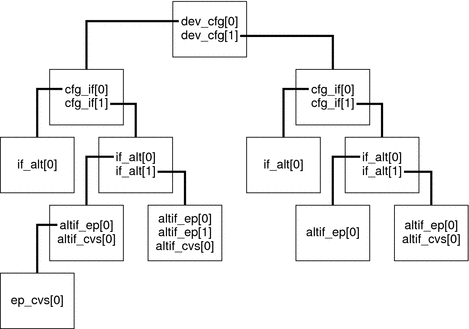 dev_cfg[0]
dev_cfg[1]
cfg_if[0]
cfg_if[1]
cfg_if[0]
cfg_if[1]
if_alt[0]
if_alt[0]
if_alt[1]
if_alt[0]
if_alt[0]
if_alt[1]
altif_ep[0]
altif_cvs[0]
altif_ep[0]
altif_ep[1]
altif_cvs[0]
altif_ep[0]
altif_ep[0]
altif_cvs[0]
ep_cvs[0]